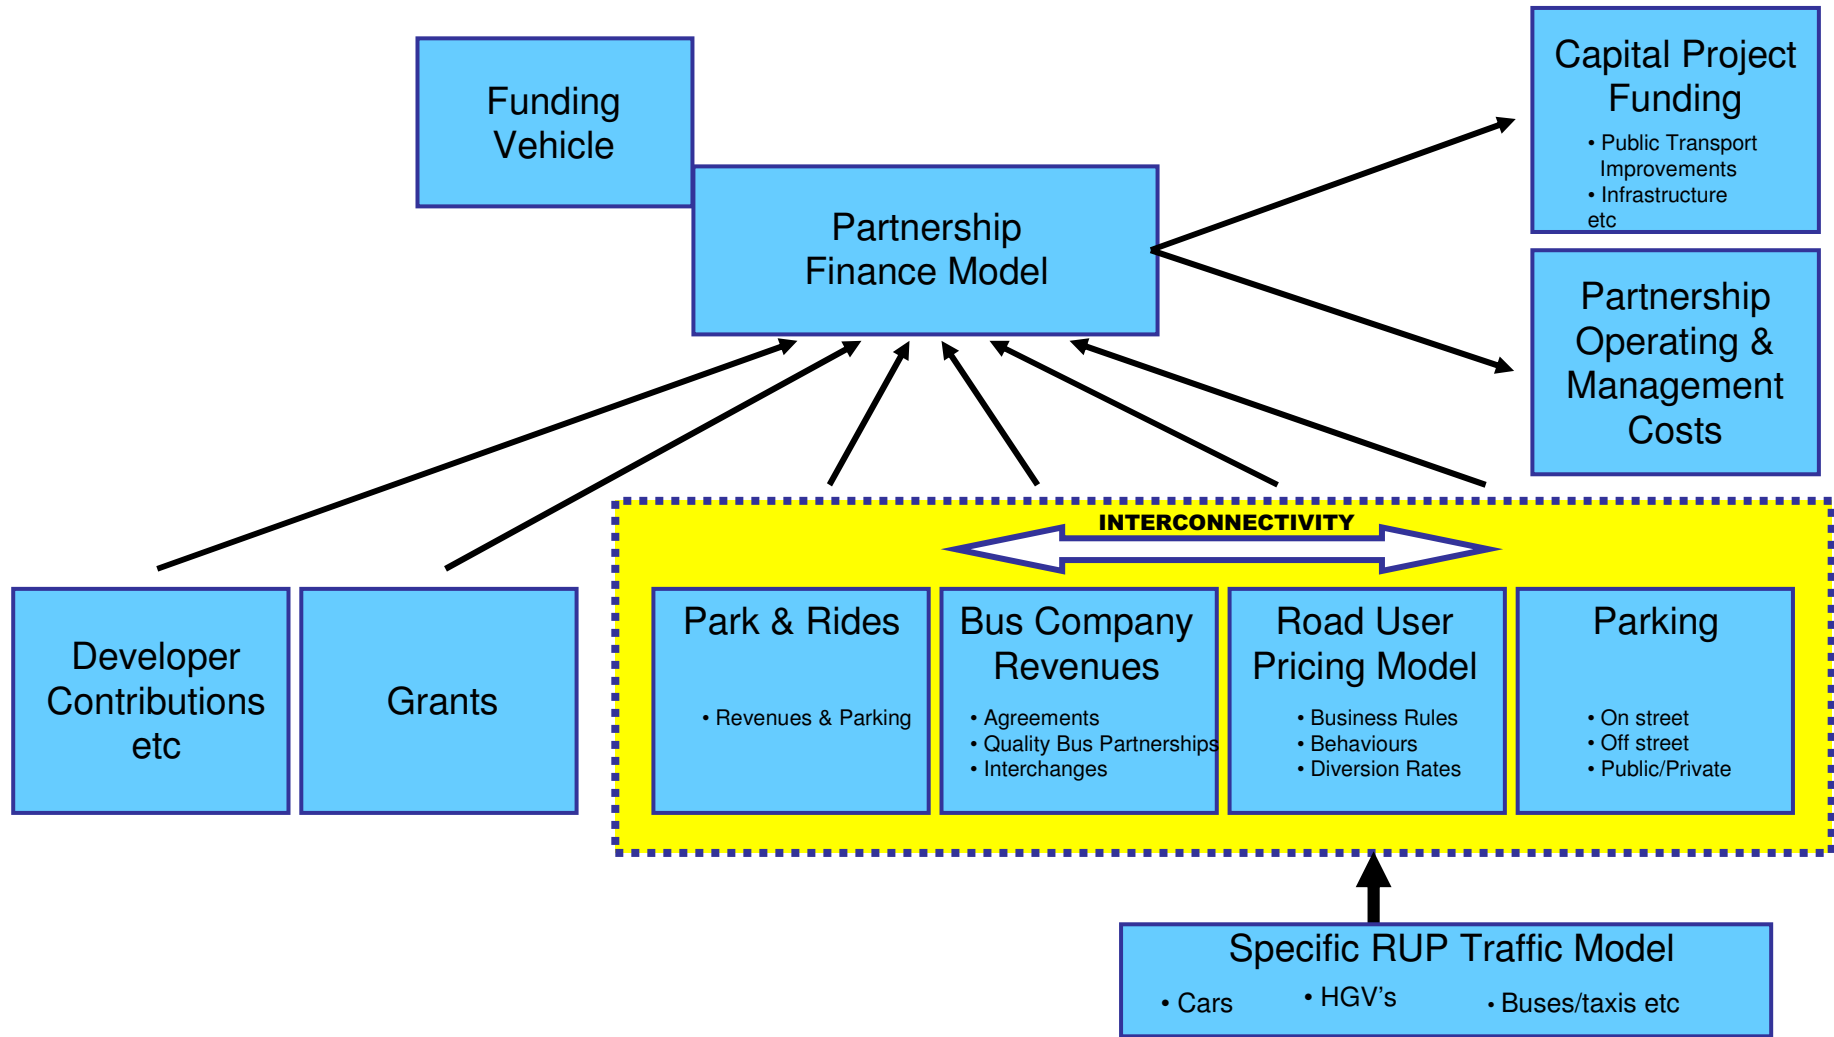 Funding
Vehicle
Partnership
Finance Model
Capital Project
Funding
• Public Transport
Improvements
• Infrastructure
etc
Partnership
Operating &
Management
Costs
INTERCONNECTIVITY
Developer
Contributions
etc
Grants
Park & Rides
• Revenues & Parking
Bus Company
Revenues
• Agreements
• Quality Bus Partnerships
• Interchanges
Road User
Pricing Model
• Business Rules
• Behaviours
• Diversion Rates
Parking
• On street
• Off street
• Public/Private
Specific RUP Traffic Model
• Cars
• HGV's
• Buses/taxis etc